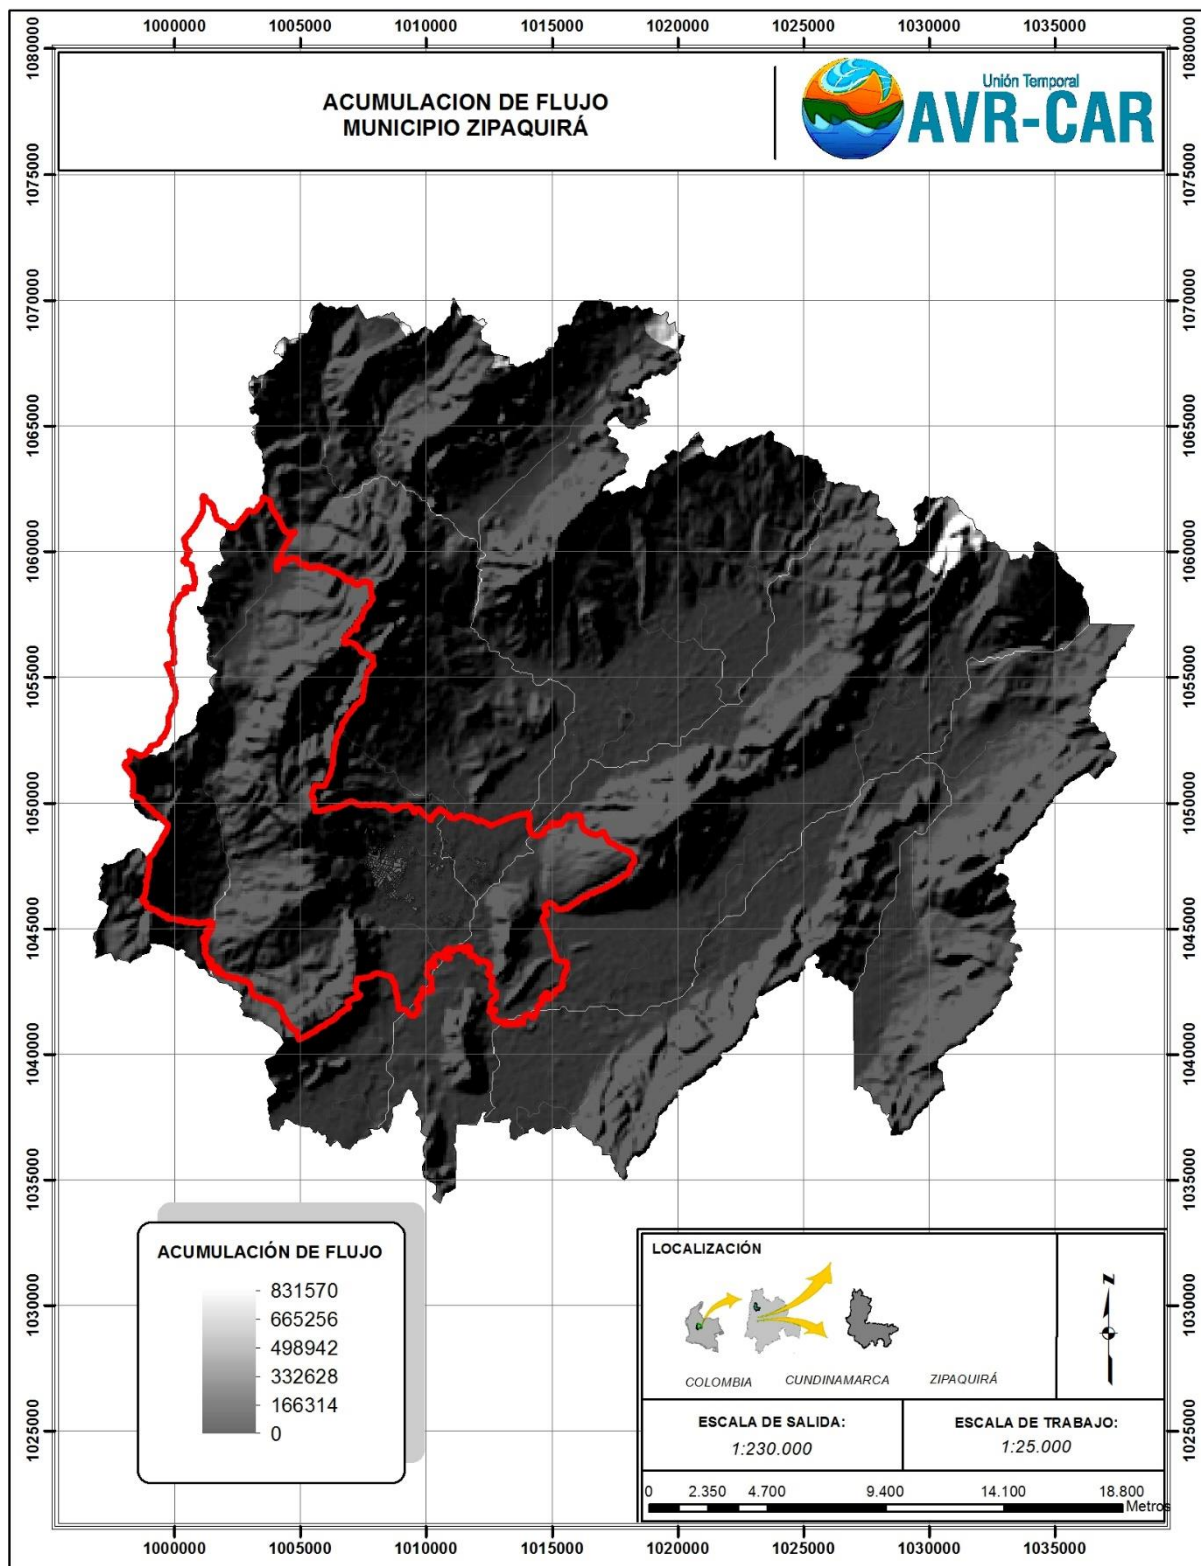 1000000 1005000 1010000 1015000 1020000 1025000 1030000 1035000
ACUMULACION DE FLUJO
MUNICIPIO ZIPAQUIRÁ
Unión Temporal
AVR-CAR
1080000
1075000
1070000
1065000
1060000
1055000
1050000
1045000
1040000
1035000
1030000
1025000
1080000
1075000
1070000
1065000
1060000
1055000
1050000
1045000
1040000
1035000
1030000
1025000
ACUMULACIÓN DE FLUJO
831570
665256
498942
332628
166314
0
LOCALIZACIÓN
COLOMBIA CUNDINAMARCA ZIPAQUIRÁ
N
ESCALA DE SALIDA:
1:230.000
ESCALA DE TRABAJO:
1:25.000
0 2.350 4.700 9.400 14.100 18.800
Metros
1000000 1005000 1010000 1015000 1020000 1025000 1030000 1035000